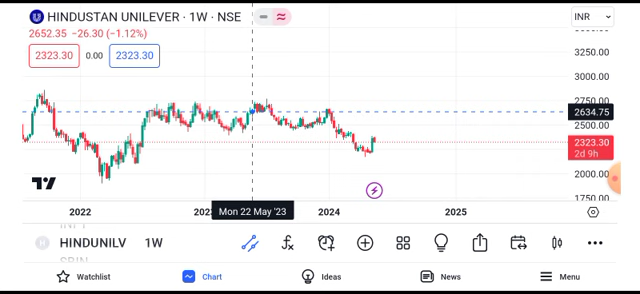 HINDUSTAN UNILEVER · 1W · NSE
INR
2652.35 −26.30 (−1.12%)
2323.30 0.00 2323.30
3250.00
3000.00
2750.00
2634.75
2500.00
2323.30
2d 9h
2000.00
1750.00
2022 2023 Mon 22 May '23 2024 2025
HINDUNILV 1W
Watchlist Chart Ideas News Menu